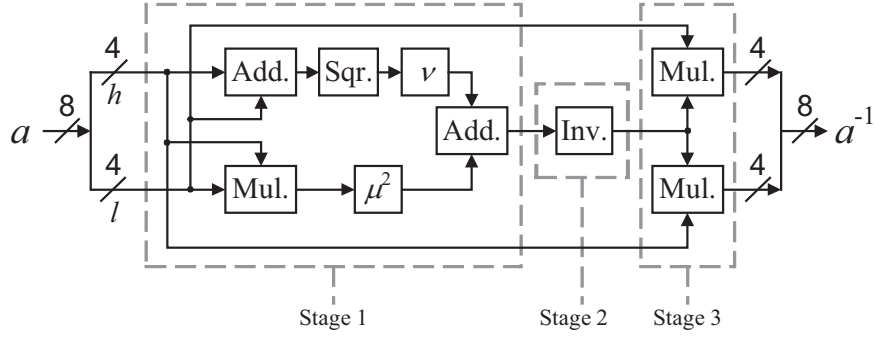 4
4
Add.
Sqr.
ν
Mul.
h
8
8
a
Add.
Inv.
a⁻¹
4
4
Mul.
μ²
Mul.
l
Stage 1
Stage 2
Stage 3